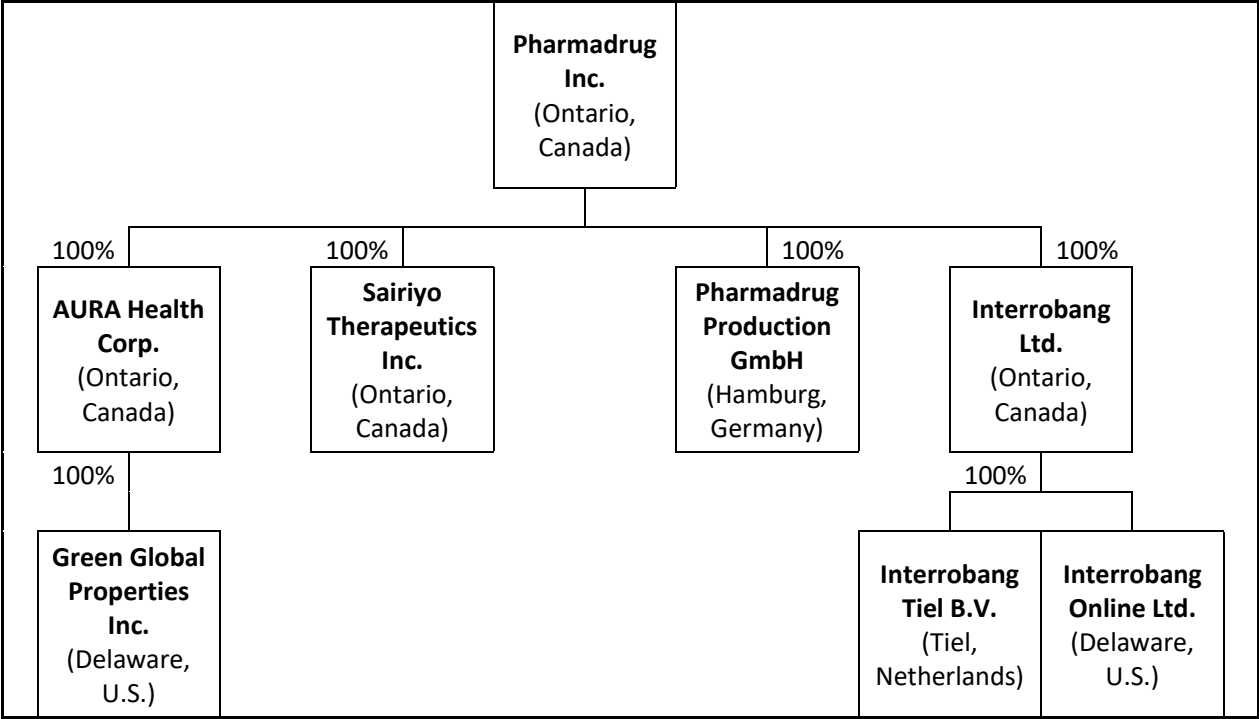 Pharmadrug
Inc.
(Ontario,
Canada)
100%
100%
100%
100%
AURA Health
Corp.
(Ontario,
Canada)
Sairiyo
Therapeutics
Inc.
(Ontario,
Canada)
Pharmadrug
Production
GmbH
(Hamburg,
Germany)
Interrobang
Ltd.
(Ontario,
Canada)
100%
100%
Green Global
Properties
Inc.
(Delaware,
U.S.)
Interrobang
Tiel B.V.
(Tiel,
Netherlands)
Interrobang
Online Ltd.
(Delaware,
U.S.)